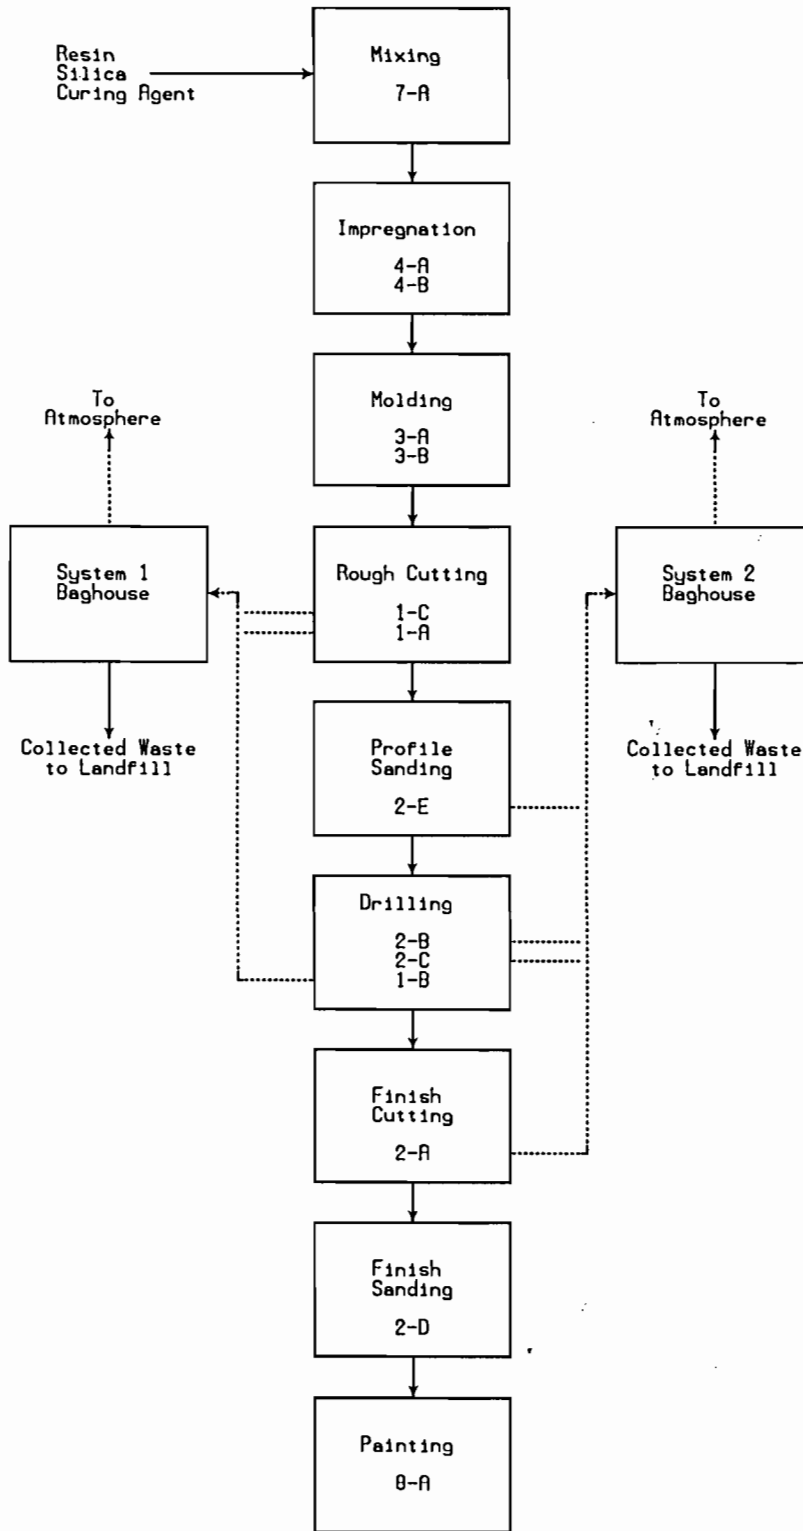 Resin
Silica
Curing Agent
Mixing
7-A
Impregnation
4-A
4-B
Molding
3-A
3-B
To
Atmosphere
To
Atmosphere
System 1
Baghouse
Rough Cutting
1-C
1-A
System 2
Baghouse
Collected Waste
to Landfill
Profile
Sanding
2-E
Collected Waste
to Landfill
Drilling
2-B
2-C
1-B
Finish
Cutting
2-A
Finish
Sanding
2-D
Painting
8-A